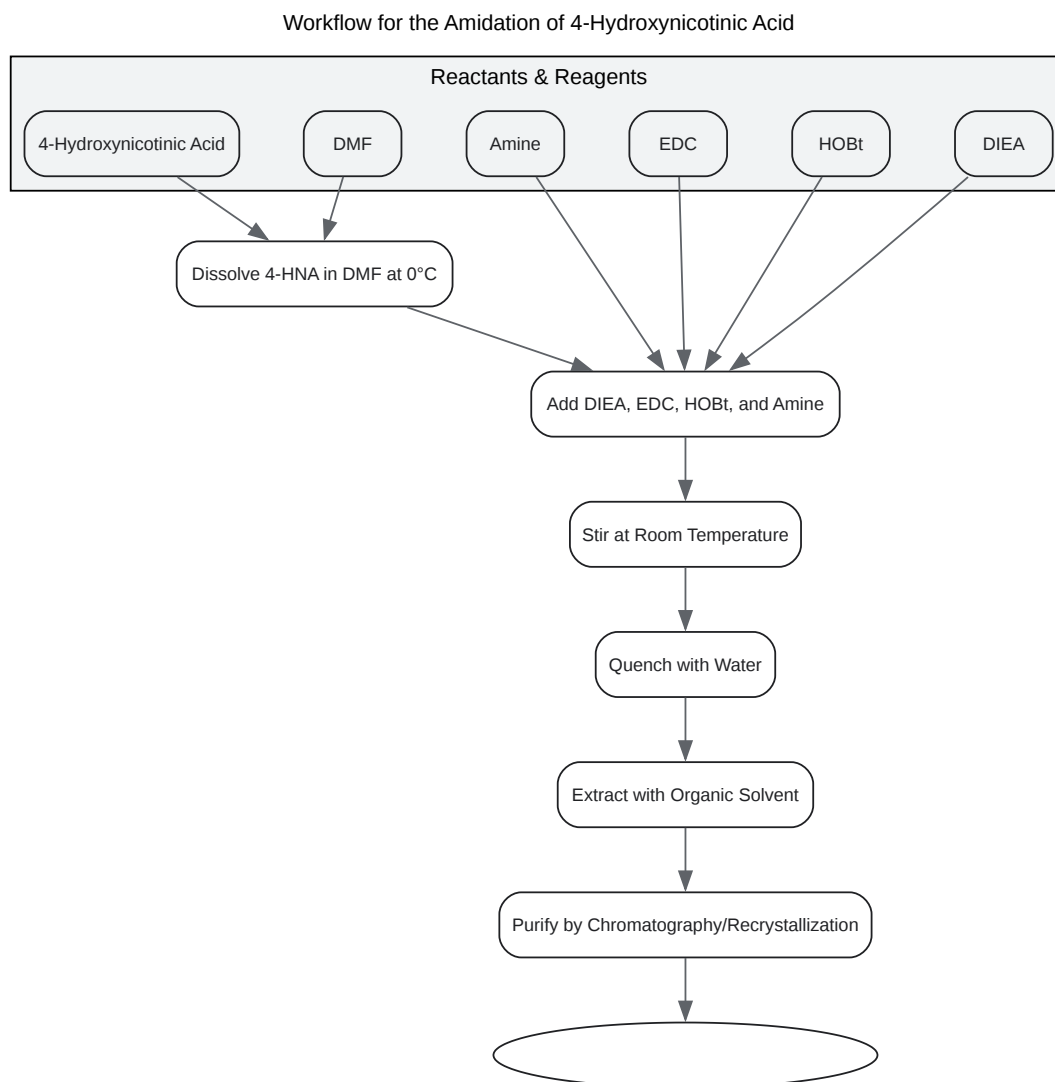 Workflow for the Amidation of 4-Hydroxynicotinic Acid
Reactants & Reagents
4-Hydroxynicotinic Acid
DMF
Amine
EDC
HOBt
DIEA
Dissolve 4-HNA in DMF at 0°C
Add DIEA, EDC, HOBt, and Amine
Stir at Room Temperature
Quench with Water
Extract with Organic Solvent
Purify by Chromatography/Recrystallization